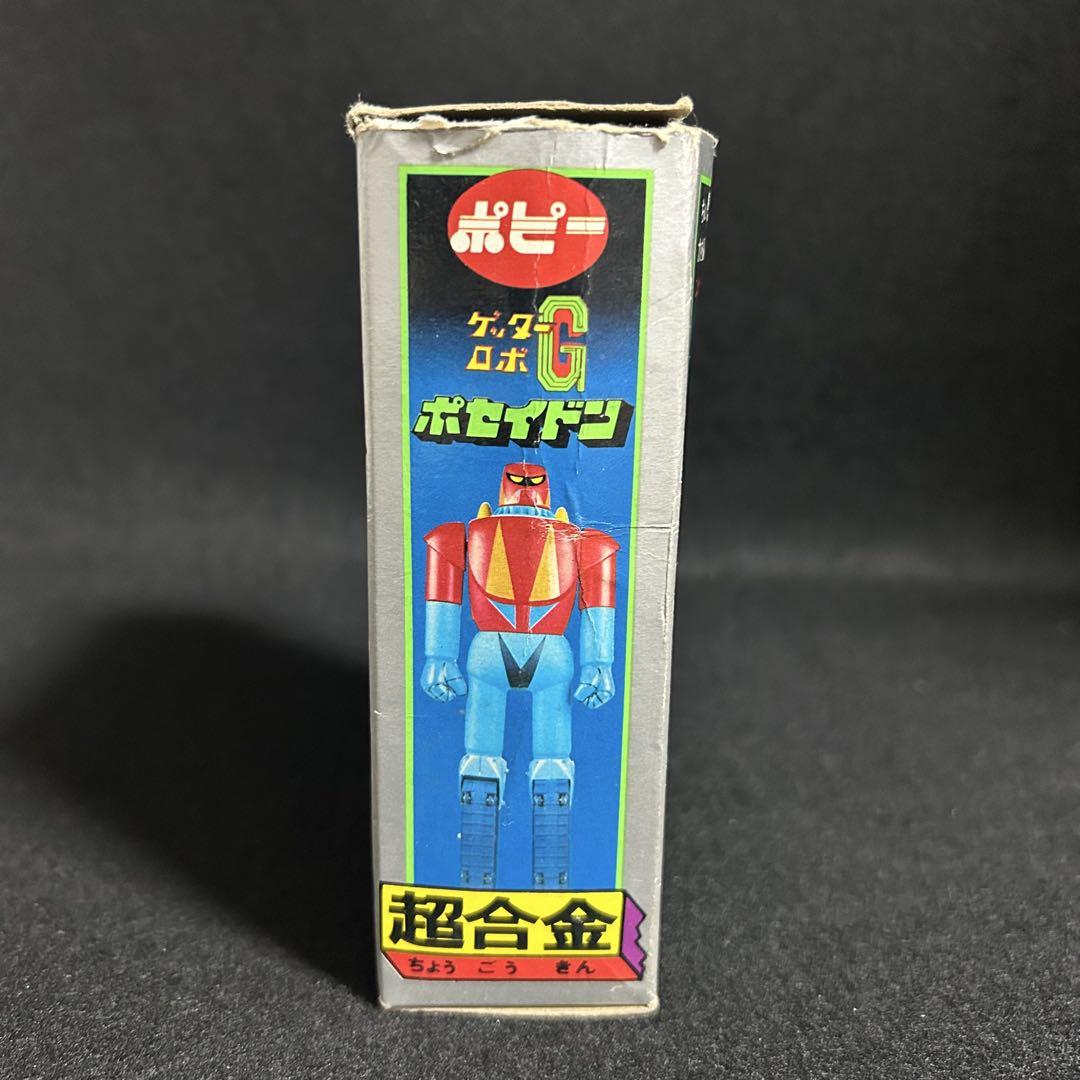 ポピー
ゲッター
ロボG
ポセイドン
超合金
ちょう ごう きん